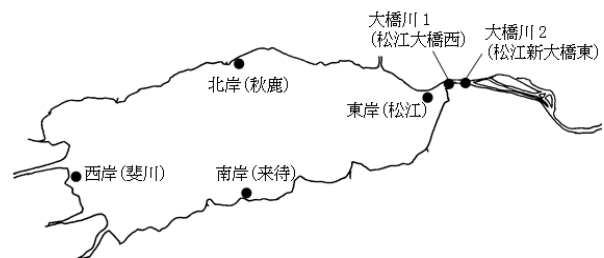 大橋川1
(松江大橋西)
大橋川2
(松江新大橋東)
北岸(秋鹿)
東岸(松江)
西岸(斐川)
南岸(来待)